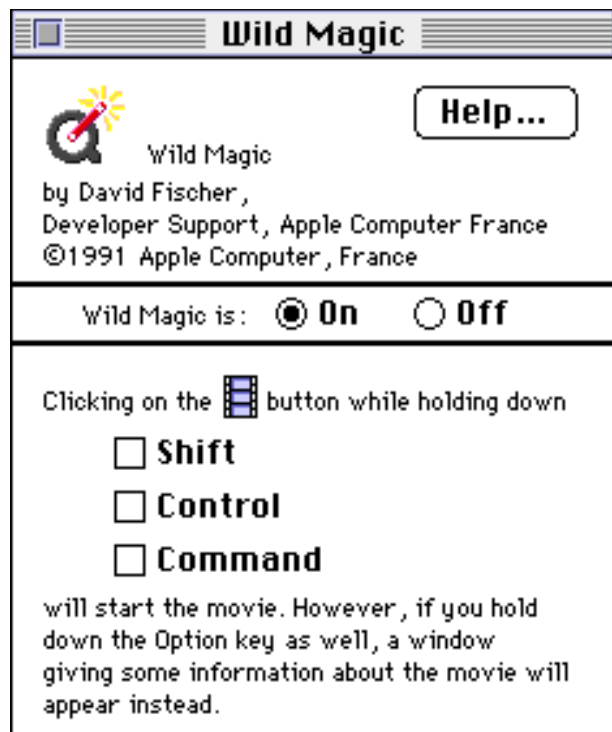 Wild Magic
Help...
Wild Magic
by David Fischer,
Developer Support, Apple Computer France
©1991 Apple Computer, France
Wild Magic is: On Off
Clicking on the button while holding down
Shift
Control
Command
will start the movie. However, if you hold
down the Option key as well, a window
giving some information about the movie will
appear instead.